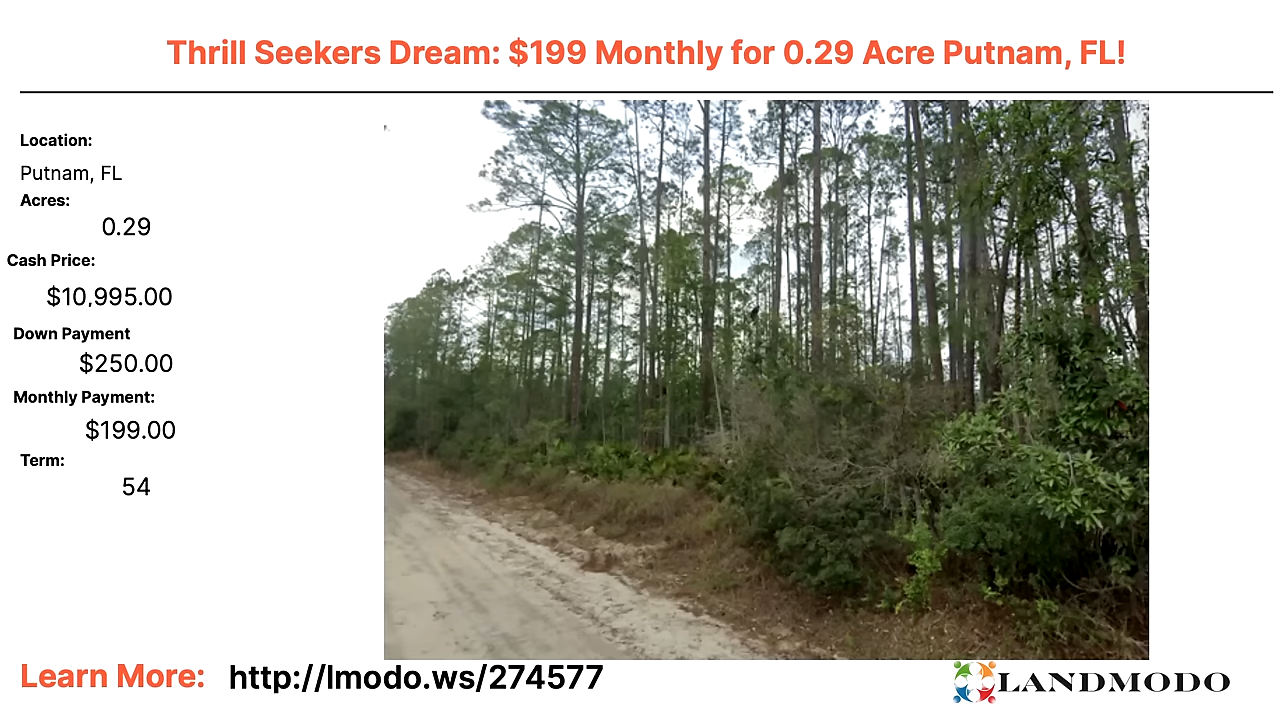 Thrill Seekers Dream: $199 Monthly for 0.29 Acre Putnam, FL!
Location:
Putnam, FL
Acres:
0.29
Cash Price:
$10,995.00
Down Payment
$250.00
Monthly Payment:
$199.00
Term:
54
Learn More: http://lmodo.ws/274577
LANDMODO